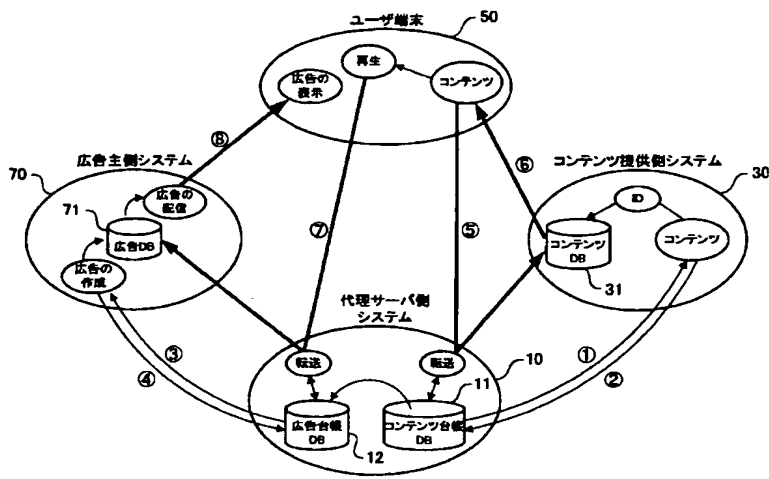 ユーザ端末
50
再生
広告の
表示
コンテンツ
⑧
⑥
広告主側システム
コンテンツ提供側システム
70
30
広告の
配信
ID
71
⑦
⑤
広告DB
コンテンツ
DB
コンテンツ
広告の
作成
31
代理サーバ側
システム
③
④
①
②
転送
転送
10
11
広告台帳
DB
コンテンツ台帳
DB
12